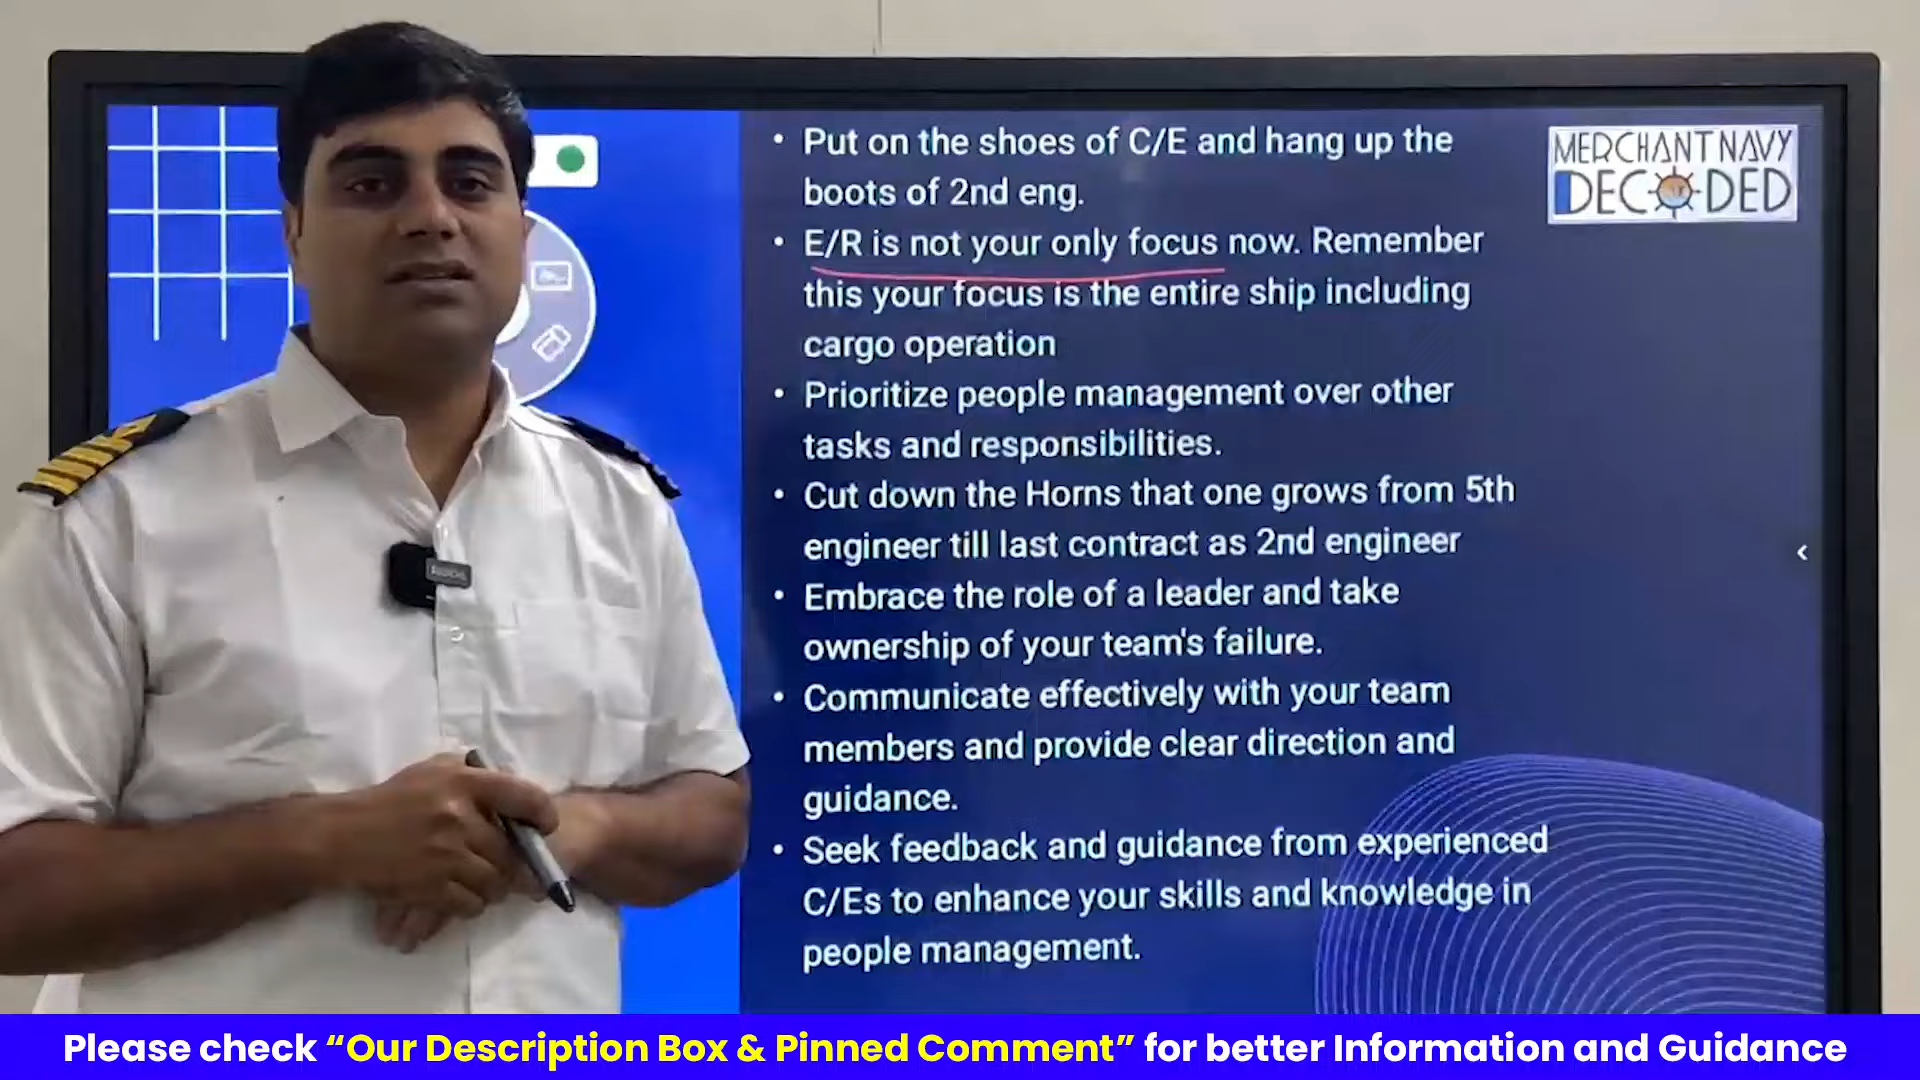 • Put on the shoes of C/E and hang up the
boots of 2nd eng.
• E/R is not your only focus now. Remember
this your focus is the entire ship including
cargo operation
• Prioritize people management over other
tasks and responsibilities.
• Cut down the Horns that one grows from 5th
engineer till last contract as 2nd engineer
• Embrace the role of a leader and take
ownership of your team's failure.
• Communicate effectively with your team
members and provide clear direction and
guidance.
• Seek feedback and guidance from experienced
C/Es to enhance your skills and knowledge in
people management.
MERCHANT NAVY
DECODED
Please check “Our Description Box & Pinned Comment” for better Information and Guidance